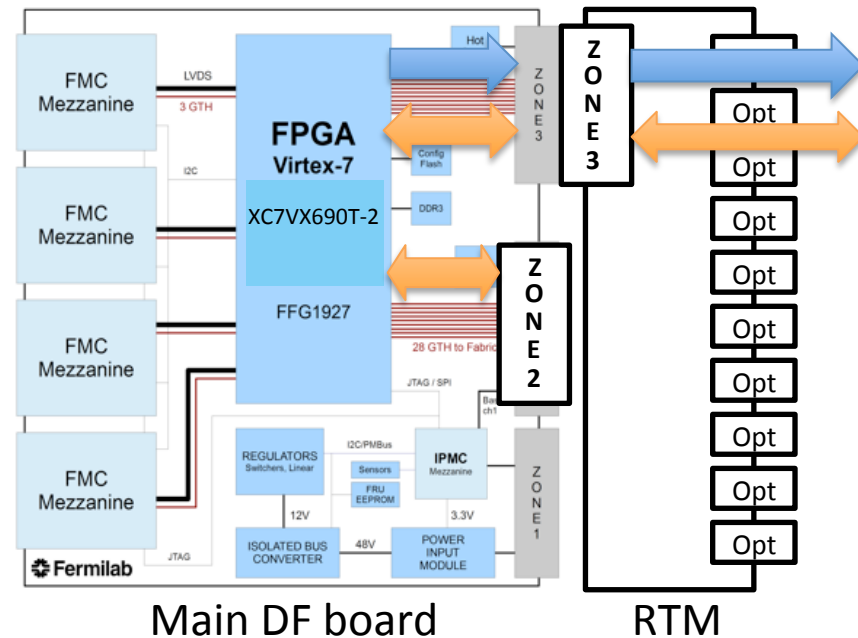 FMC
Mezzanine
FMC
Mezzanine
FMC
Mezzanine
FMC
Mezzanine
LVDS
3 GTH
I2C
JTAG
FPGA
Virtex-7
XC7VX690T-2
FFG1927
Hot
Config
Flash
DDR3
28 GTH to Fabric
JTAG / SPI
ch1
REGULATORS
Switchers, Linear
I2C/PMBus
Sensors
FRU
EEPROM
IPMC
Mezzanine
12V
3.3V
ISOLATED BUS
CONVERTER
48V
POWER
INPUT
MODULE
Z
O
N
E
3
Z
O
N
E
2
Z
O
N
E
1
Z
O
N
E
3
Opt
Opt
Opt
Opt
Opt
Opt
Opt
Opt
Opt
Fermilab
Main DF board
RTM